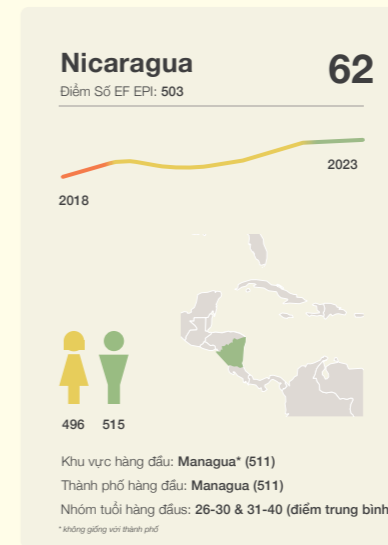 Nicaragua
62
Điểm Số EF EPI: 503
2023
2018
496 515
Khu vực hàng đầu: Managua* (511)
Thành phố hàng đầu: Managua (511)
Nhóm tuổi hàng đầus: 26-30 & 31-40 (điểm trung bình
* không giống với thành phố